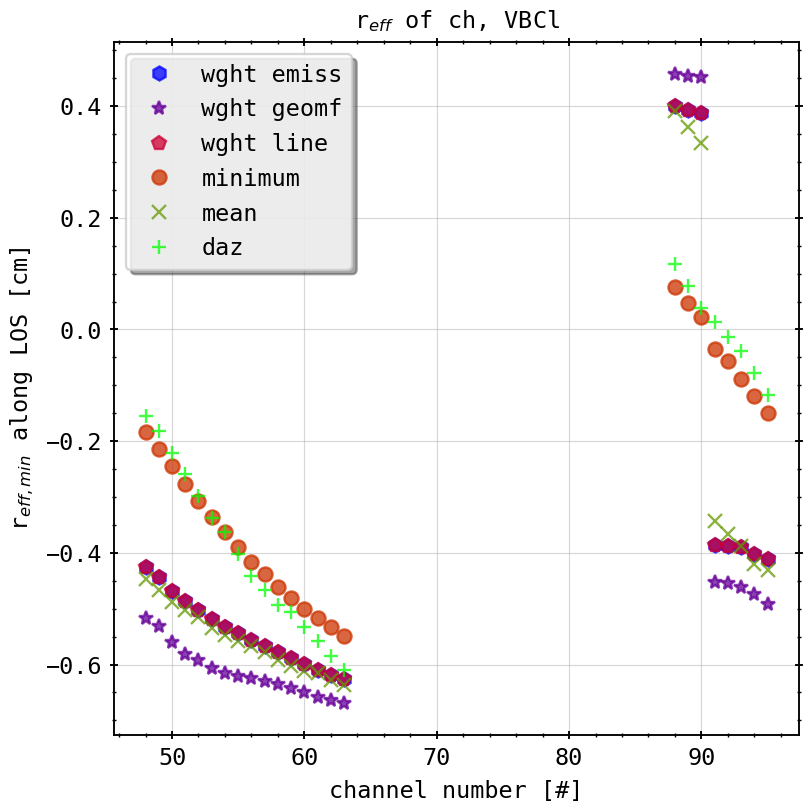 r_eff of ch, VBCl
wght emiss
wght geomf
wght line
minimum
mean
daz
r_eff,min along LOS [cm]
0.4
0.2
0.0
−0.2
−0.4
−0.6
50 60 70 80 90
channel number [#]